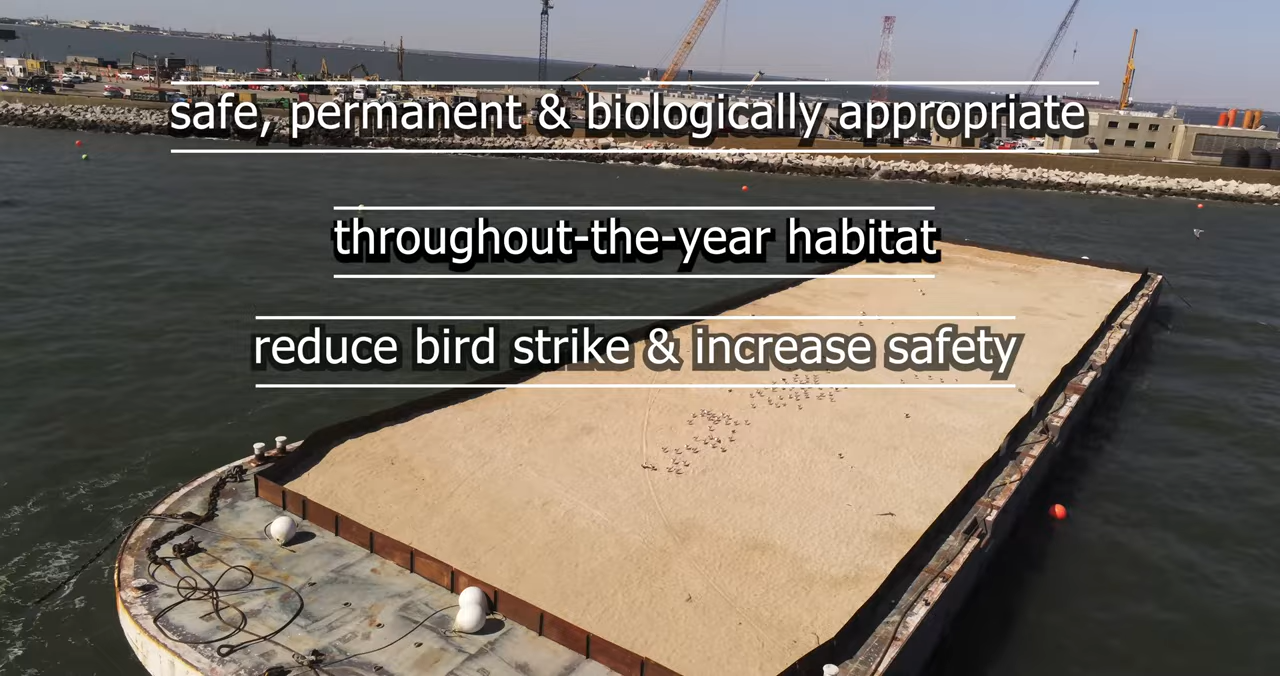 safe, permanent & biologically appropriate
throughout-the-year habitat
reduce bird strike & increase safety